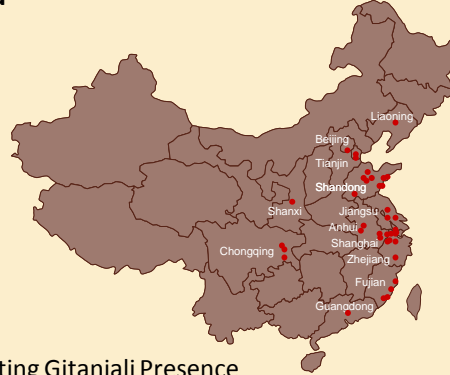 Liaoning
Beijing
Tianjin
Shandong
Shanxi
Jiangsu
Anhui
Shanghai
Chongqing
Zhejiang
Fujian
Guangdong
ting Gitanjali Presence